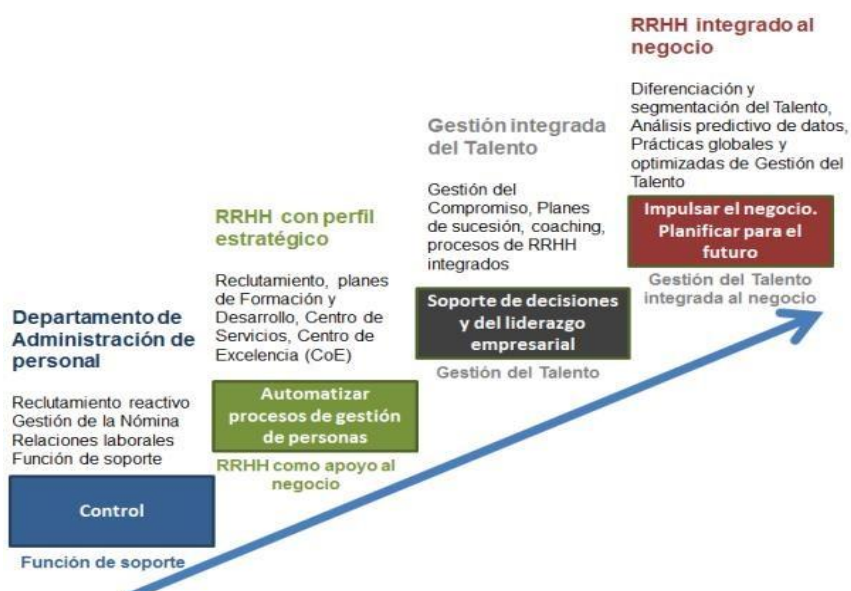 Departamento de
Administración de
personal
Reclutamiento reactivo
Gestión de la Nómina
Relaciones laborales
Función de soporte
Control
Función de soporte
RRHH con perfil
estratégico
Reclutamiento, planes
de Formación y
Desarrollo, Centro de
Servicios, Centro de
Excelencia (CoE)
Automatizar
procesos de gestión
de personas
RRHH como apoyo al
negocio
Gestión integrada
del Talento
Gestión del
Compromiso, Planes
de sucesión, coaching,
procesos de RRHH
integrados
Soporte de decisiones
y del liderazgo
empresarial
Gestión del Talento
RRHH integrado al
negocio
Diferenciación y
segmentación del Talento,
Análisis predictivo de datos,
Prácticas globales y
optimizadas de Gestión del
Talento
Impulsar el negocio.
Planificar para el
futuro
Gestión del Talento
integrada al negocio